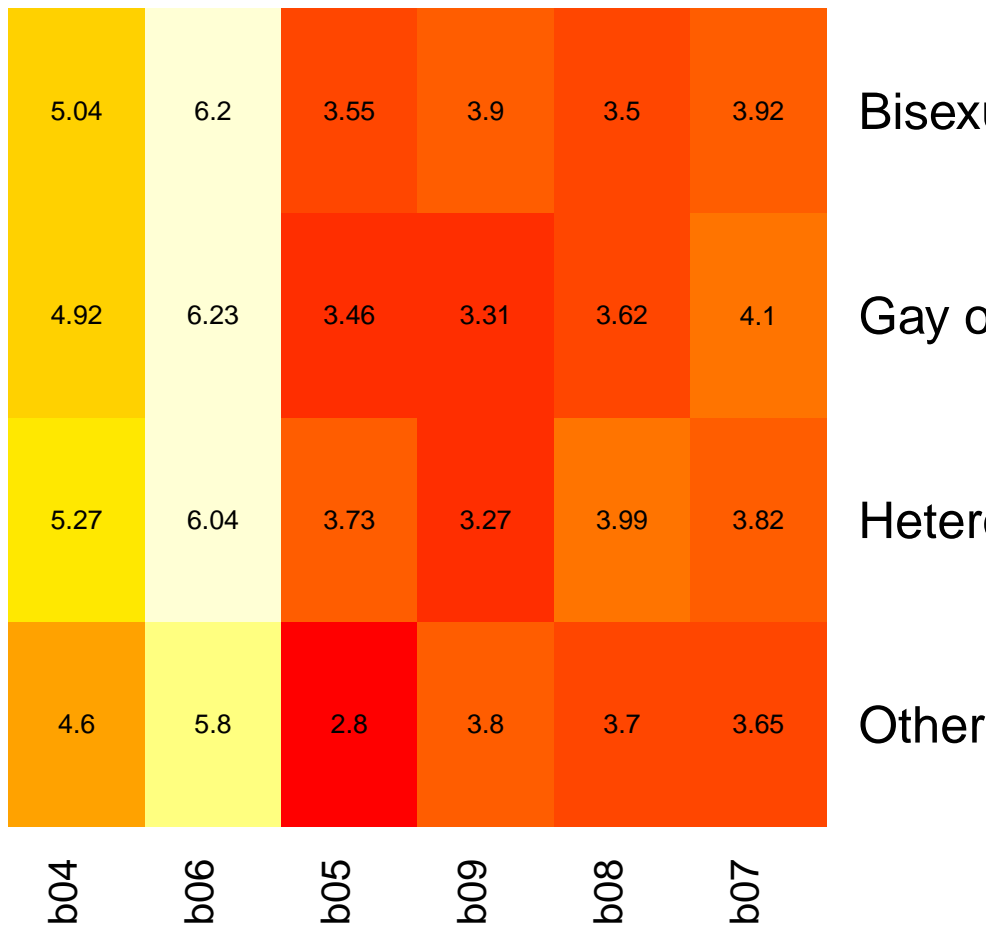 5.04 6.2 3.55 3.9 3.5 3.92 Bisexu
4.92 6.23 3.46 3.31 3.62 4.1 Gay o
5.27 6.04 3.73 3.27 3.99 3.82 Hetero
4.6 5.8 2.8 3.8 3.7 3.65 Other
b04 b06 b05 b09 b08 b07